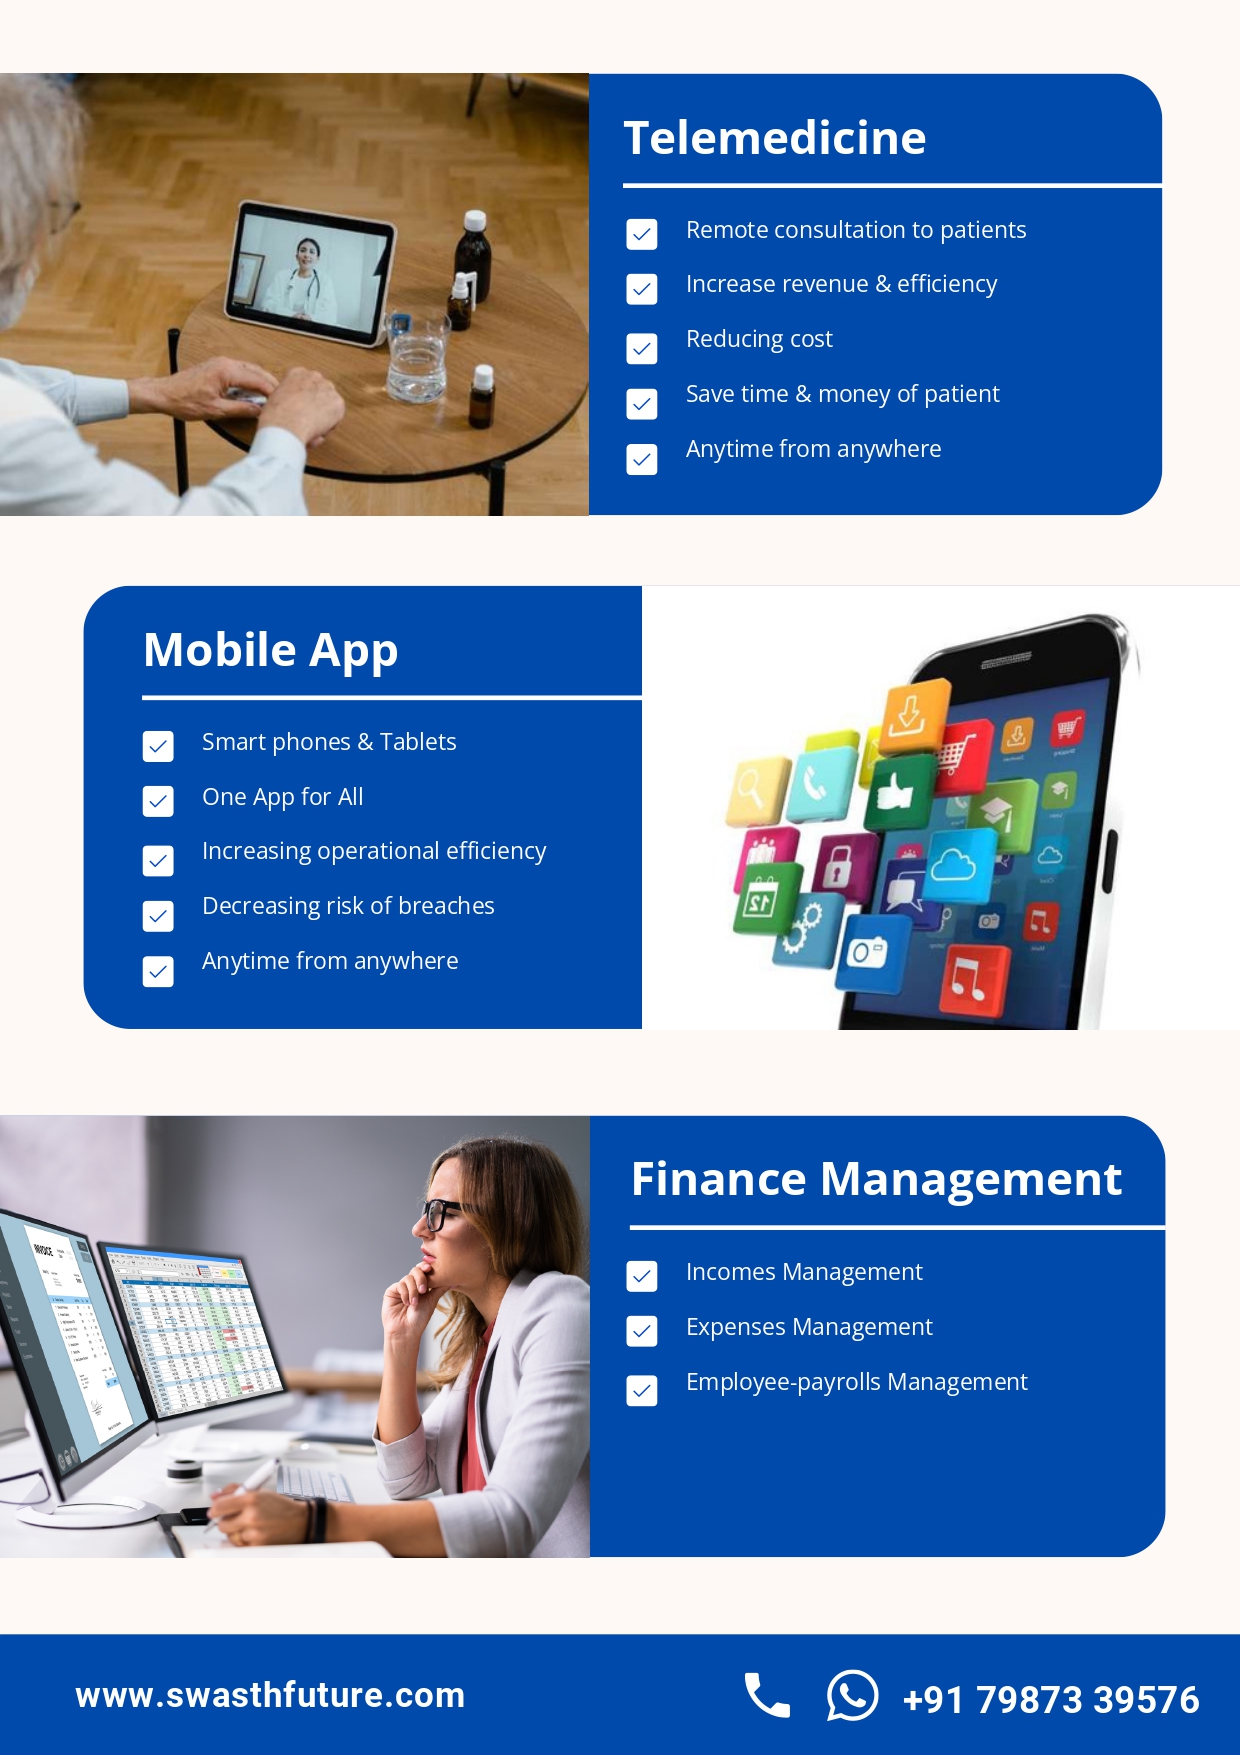 Telemedicine
Remote consultation to patients
Increase revenue & efficiency
Reducing cost
Save time & money of patient
Anytime from anywhere
Mobile App
Smart phones & Tablets
One App for All
Increasing operational efficiency
Decreasing risk of breaches
Anytime from anywhere
12
INVOICE
Finance Management
Incomes Management
Expenses Management
Employee-payrolls Management
www.swasthfuture.com
+91 79873 39576